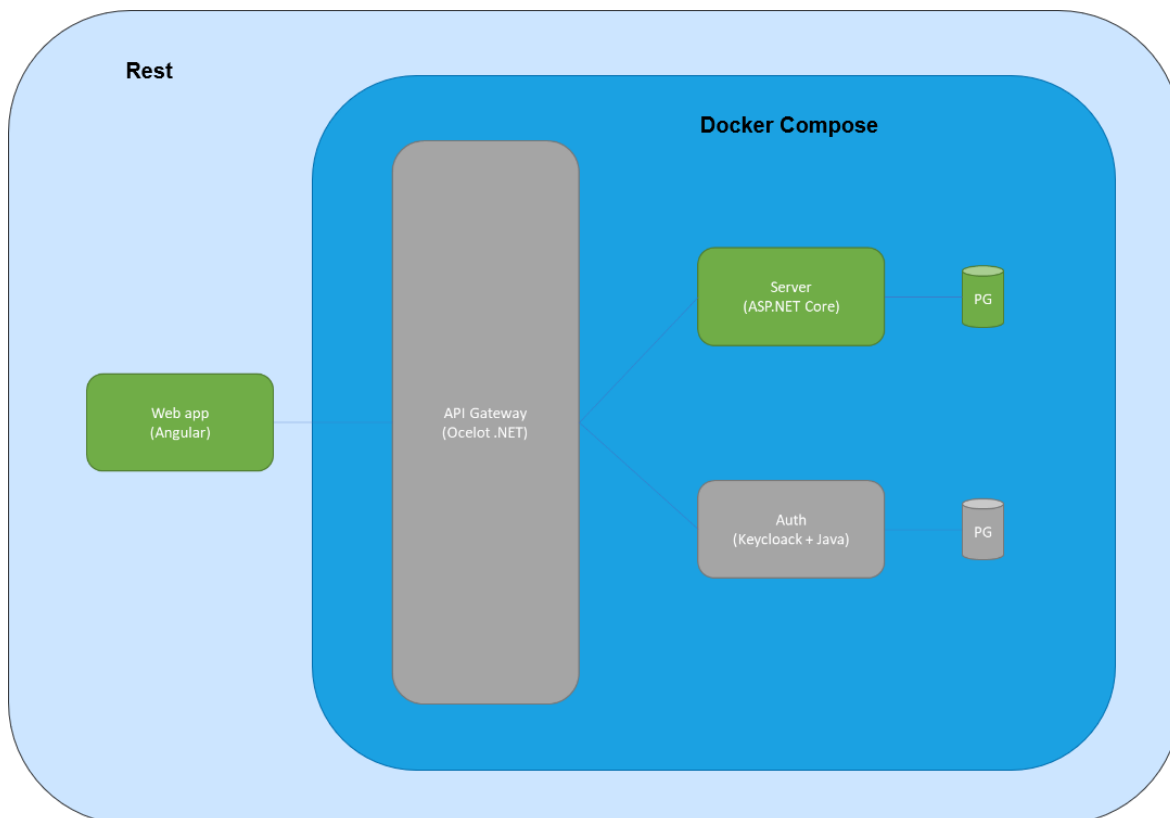 Rest
Docker Compose
Server
(ASP.NET Core)
PG
Web app
(Angular)
API Gateway
(Ocelot .NET)
Auth
(Keycloack + Java)
PG